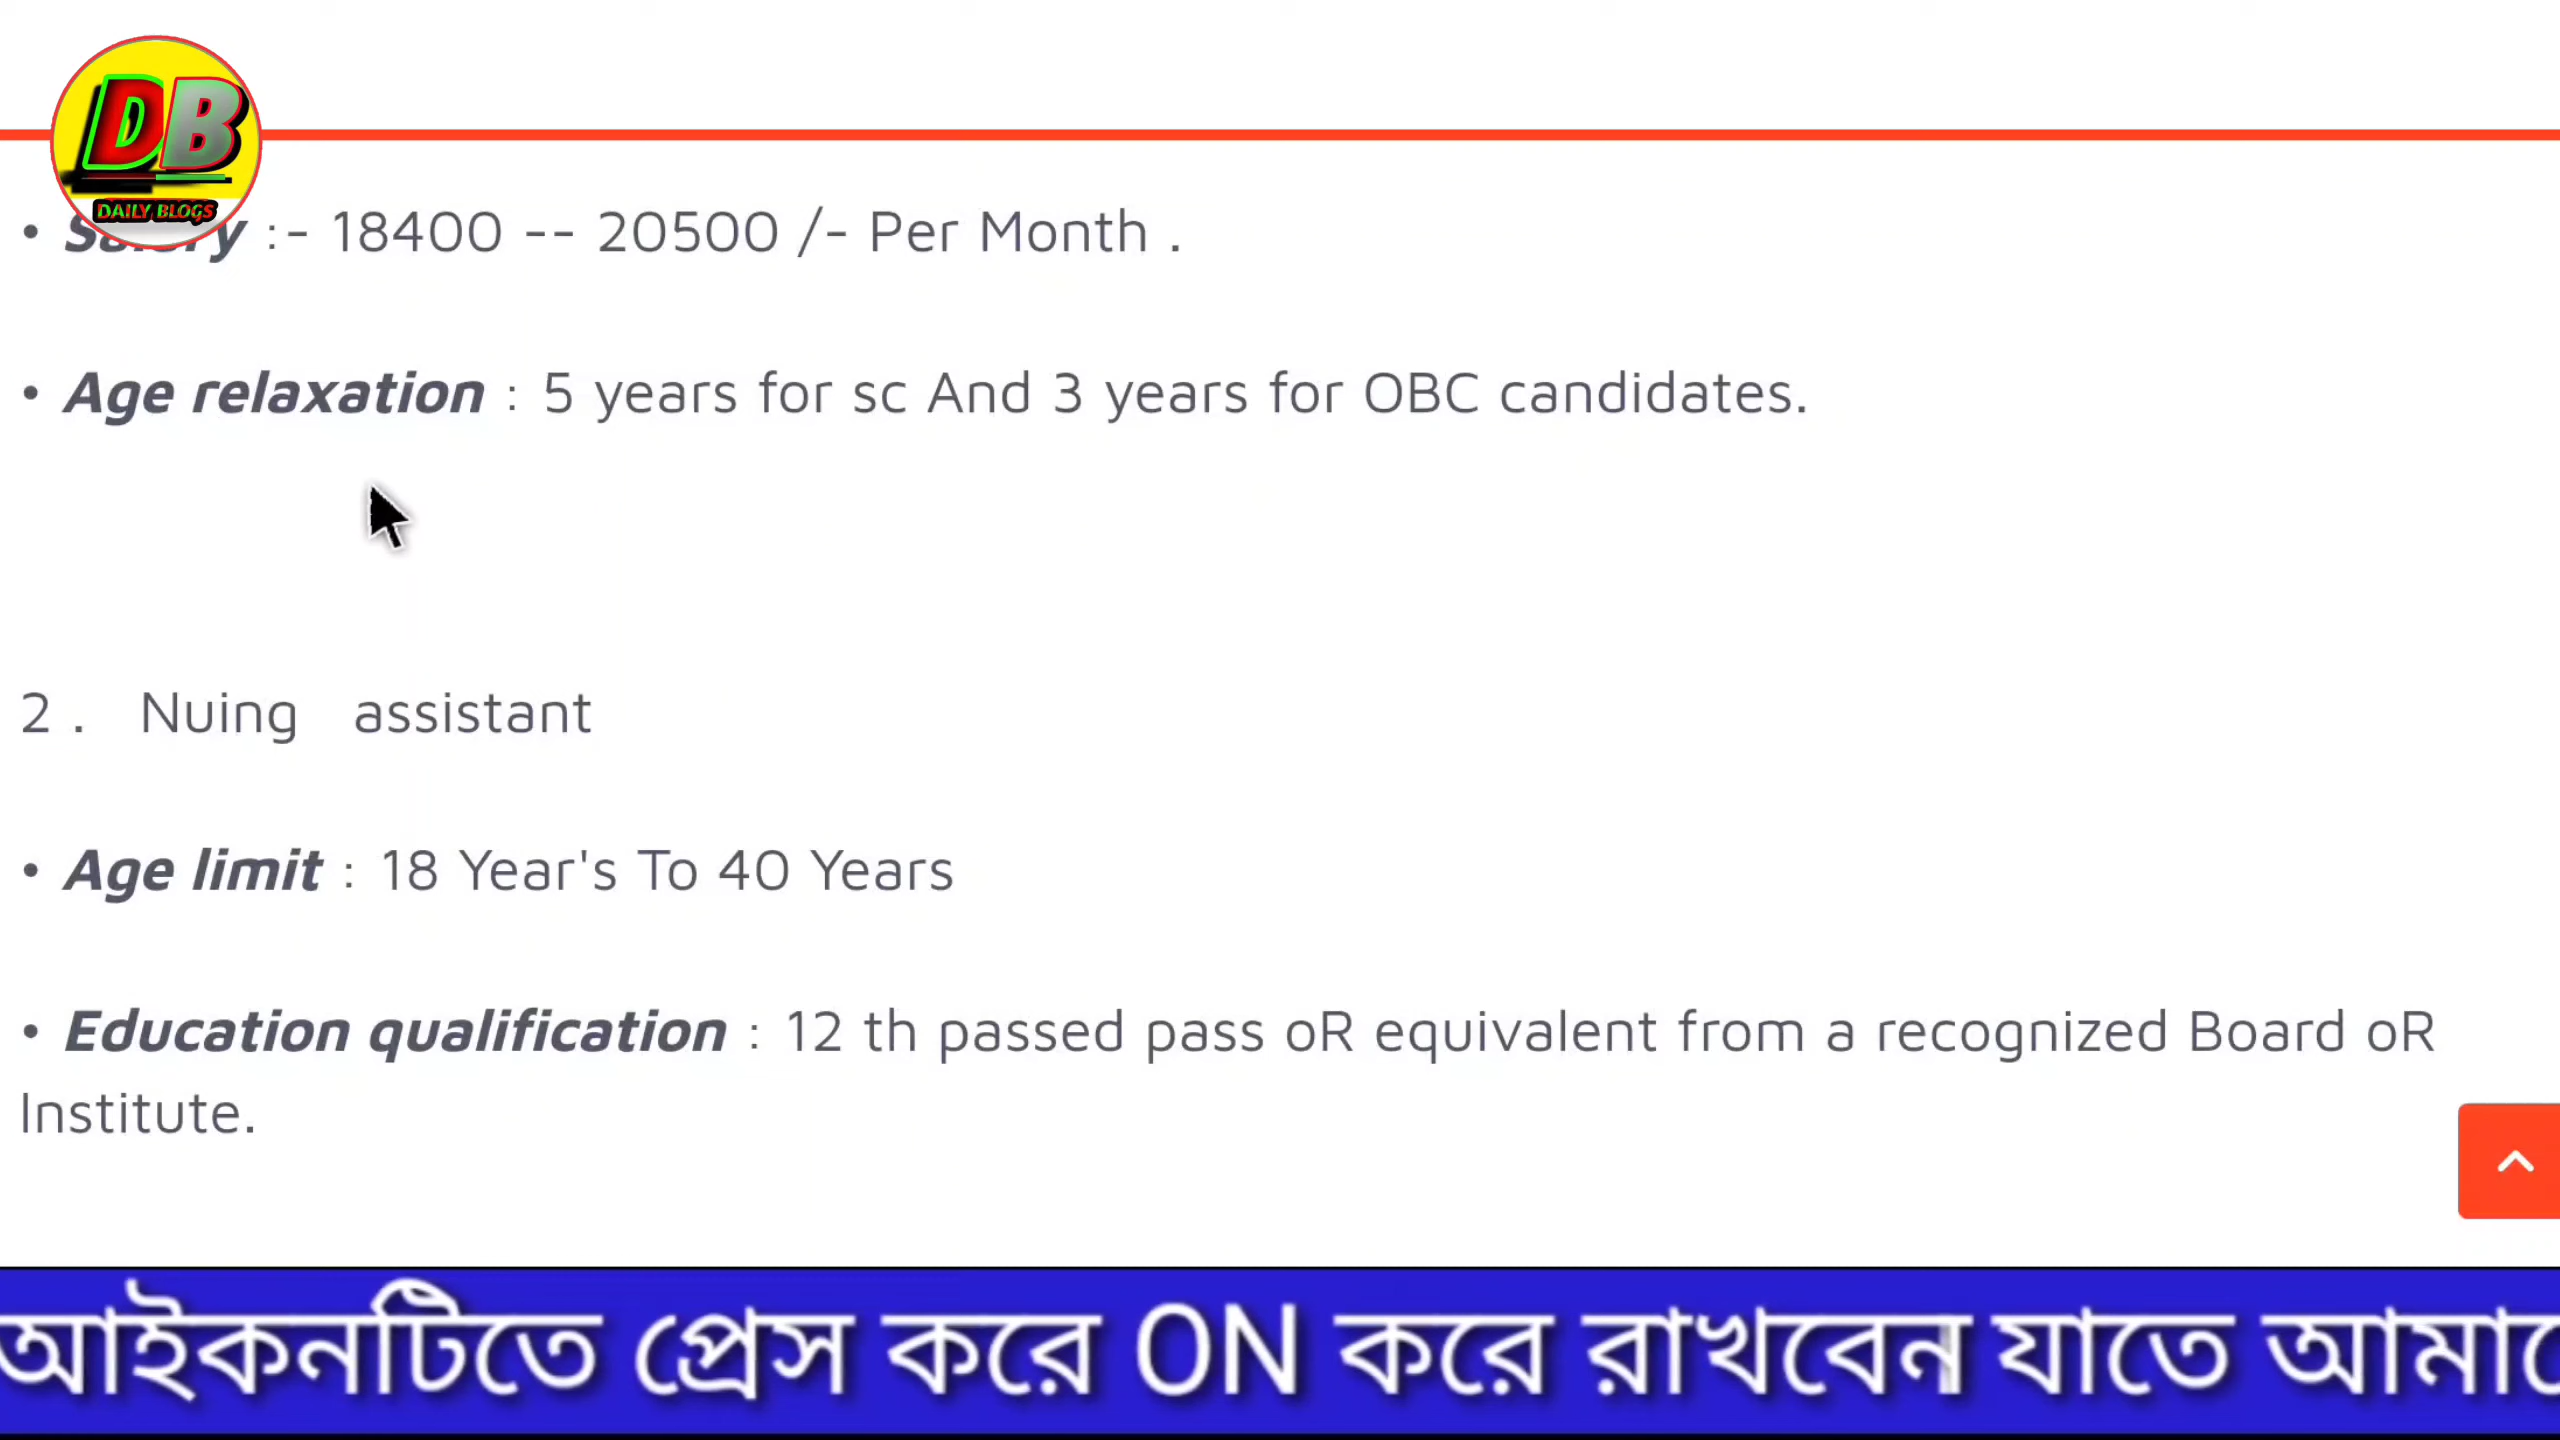 DB
DAILY BLOGS
• Salary :- 18400 -- 20500 /- Per Month .
• Age relaxation : 5 years for sc And 3 years for OBC candidates.
2 . Nuing assistant
• Age limit : 18 Year's To 40 Years
• Education qualification : 12 th passed pass oR equivalent from a recognized Board oR
Institute.
আইকনটিতে প্রেস করে ON করে রাখবেন যাতে